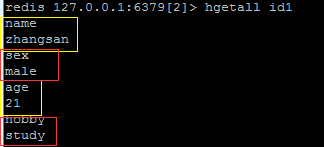 redis 127.0.0.1:6379[2]> hgetall id1
name
zhangsan
sex
male
age
21
hobby
study